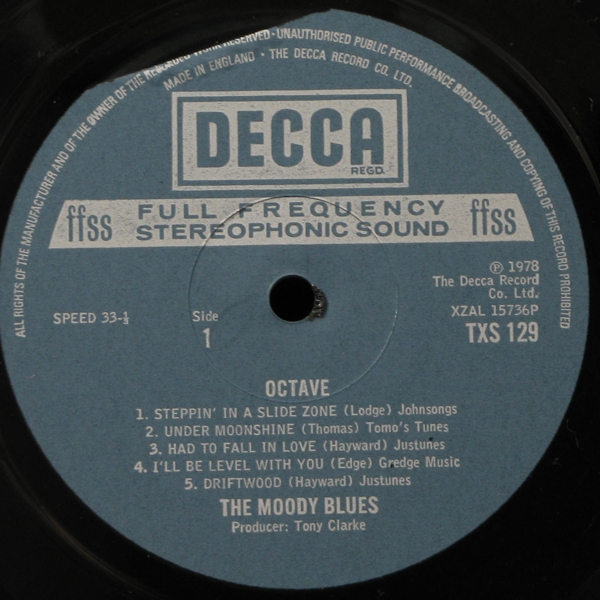 ALL RIGHTS OF THE MANUFACTURER AND OF THE OWNER OF THE RECORDED WORK RESERVED · UNAUTHORISED PUBLIC PERFORMANCE BROADCASTING AND COPYING OF THIS RECORD PROHIBITED
MADE IN ENGLAND · THE DECCA RECORD CO. LTD.
DECCA
REGD.
ffss FULL FREQUENCY STEREOPHONIC SOUND ffss
℗ 1978
The Decca Record
Co. Ltd.
SPEED 33-⅓
Side
1
XZAL 15736P
TXS 129
OCTAVE
1. STEPPIN' IN A SLIDE ZONE (Lodge) Johnsongs
2. UNDER MOONSHINE (Thomas) Tomo's Tunes
3. HAD TO FALL IN LOVE (Hayward) Justunes
4. I'LL BE LEVEL WITH YOU (Edge) Gredge Music
5. DRIFTWOOD (Hayward) Justunes
THE MOODY BLUES
Producer: Tony Clarke